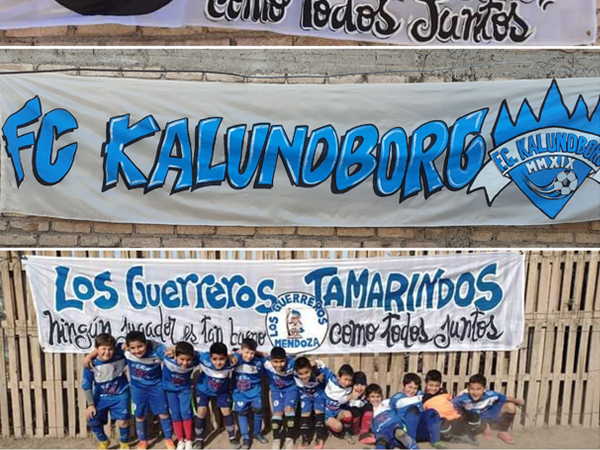 como Todos Juntos
FC KALUNDBORG
F.C. KALUNDBORG
MMXIX
Los Guerreros TAMARINDOS
Ningún jugador es tan bueno como todos juntos
LOS GUERREROS
MENDOZA